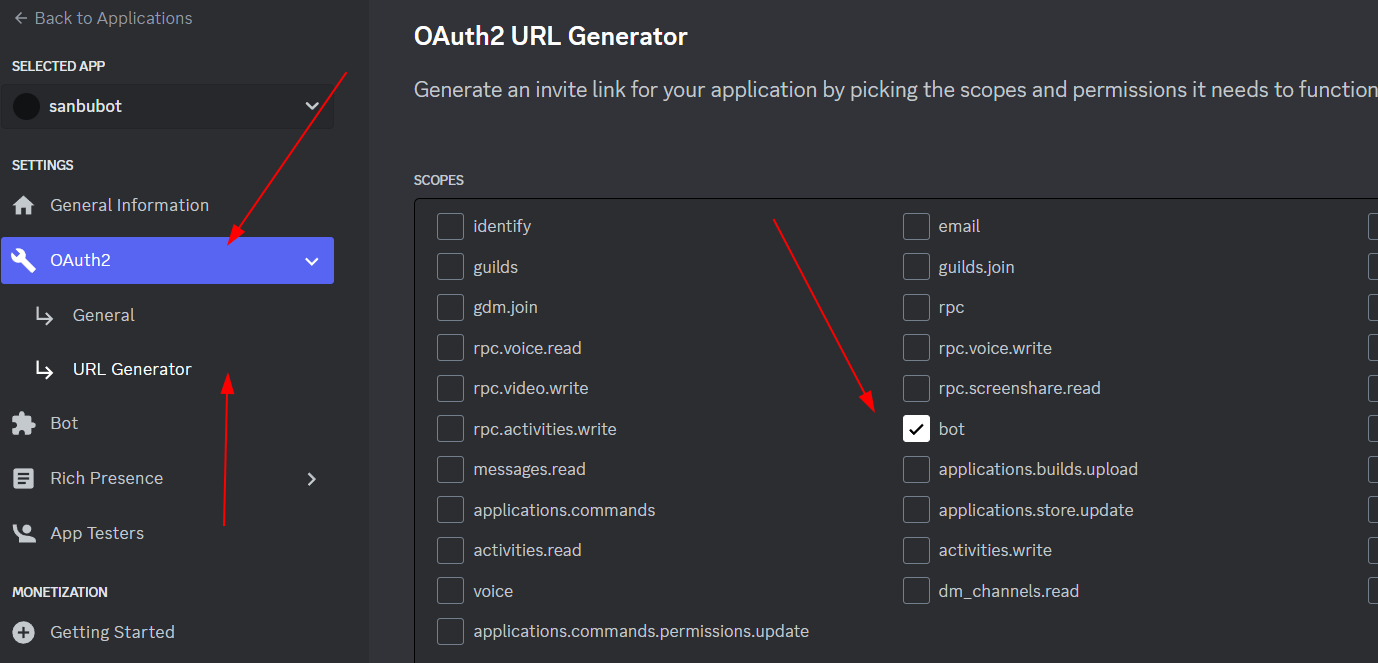 Back to Applications
SELECTED APP
sanbubot
SETTINGS
General Information
OAuth2
General
URL Generator
Bot
Rich Presence
App Testers
MONETIZATION
Getting Started
OAuth2 URL Generator
Generate an invite link for your application by picking the scopes and permissions it needs to function
SCOPES
identify
email
guilds
guilds.join
gdm.join
rpc
rpc.voice.read
rpc.voice.write
rpc.video.write
rpc.screenshare.read
rpc.activities.write
bot
messages.read
applications.builds.upload
applications.commands
applications.store.update
activities.read
activities.write
voice
dm_channels.read
applications.commands.permissions.update